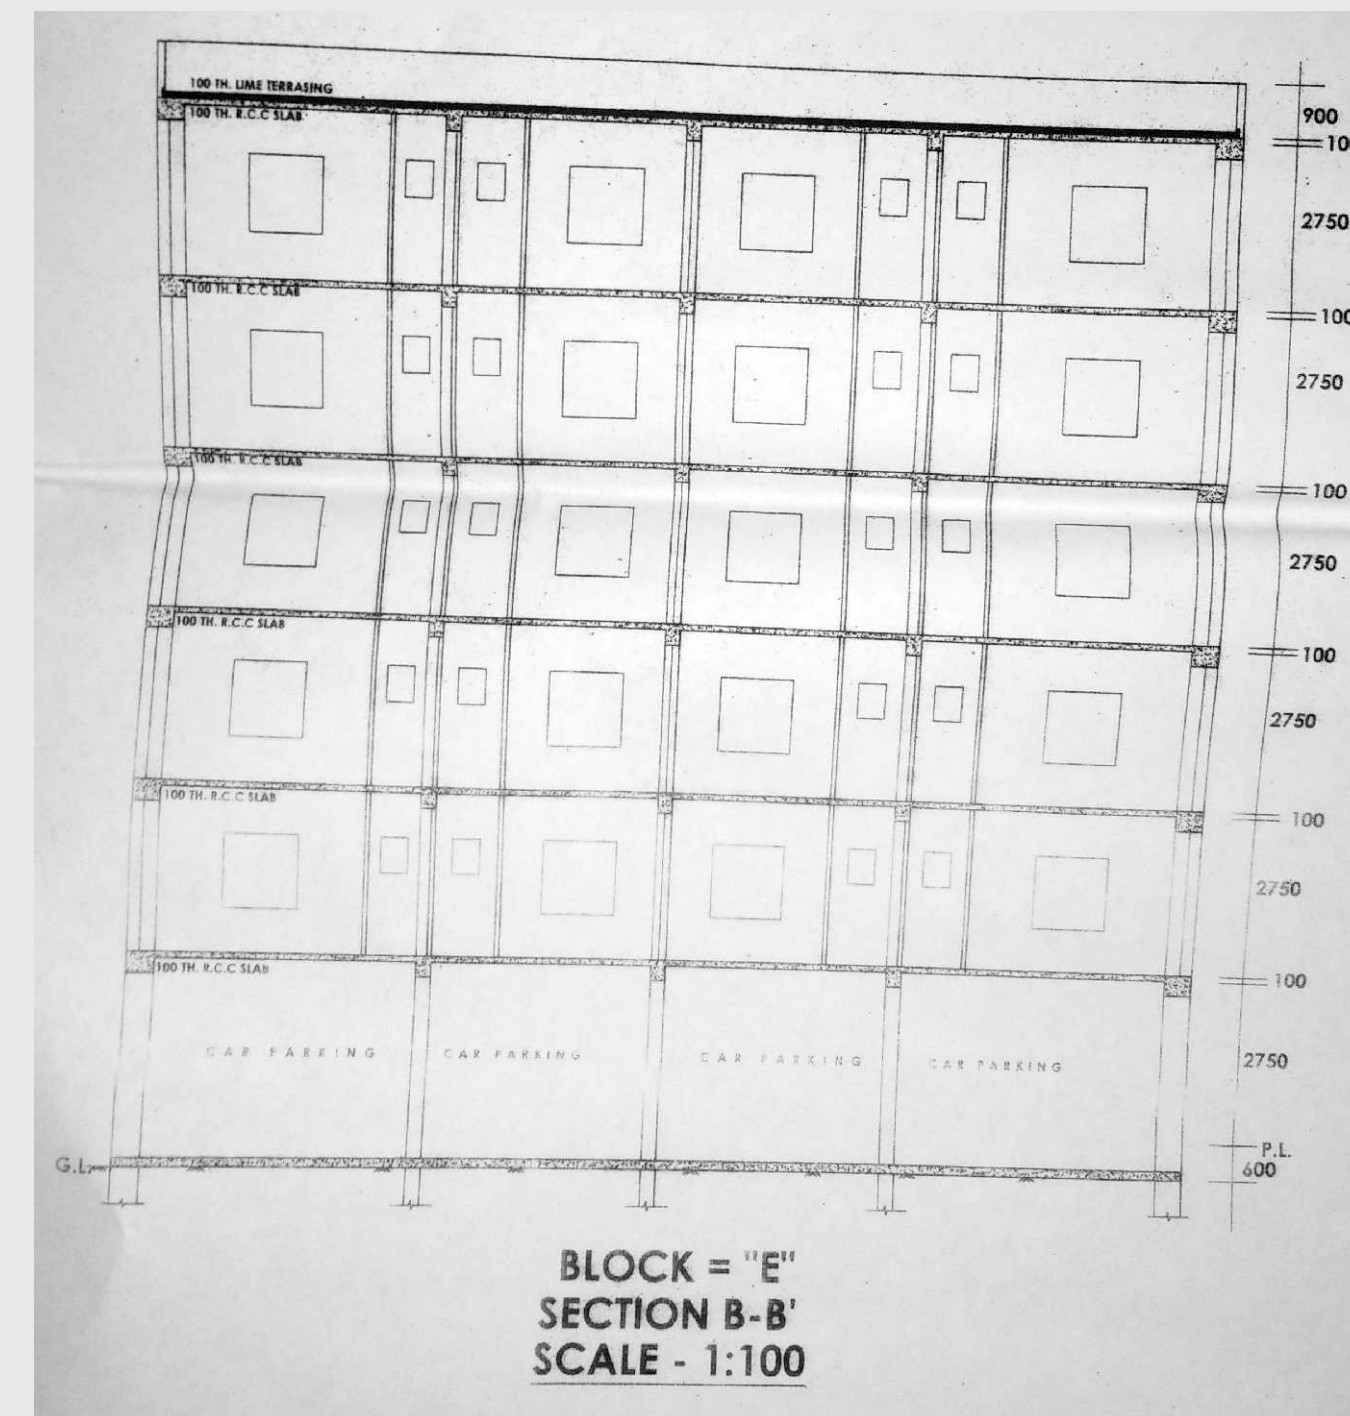 100 TH. LIME TERRASING
100 TH. R.C.C SLAB
900
10
2750
100 TH. R.C.C SLAB
100
2750
100 TH. R.C.C SLAB
100
2750
100 TH. R.C.C SLAB
100
2750
100 TH. R.C.C SLAB
100
2750
100 TH. R.C.C SLAB
100
CAR PARKING
CAR PARKING
CAR PARKING
CAR PARKING
2750
P.L.
G.L
600
BLOCK = "E"
SECTION B-B'
SCALE - 1:100